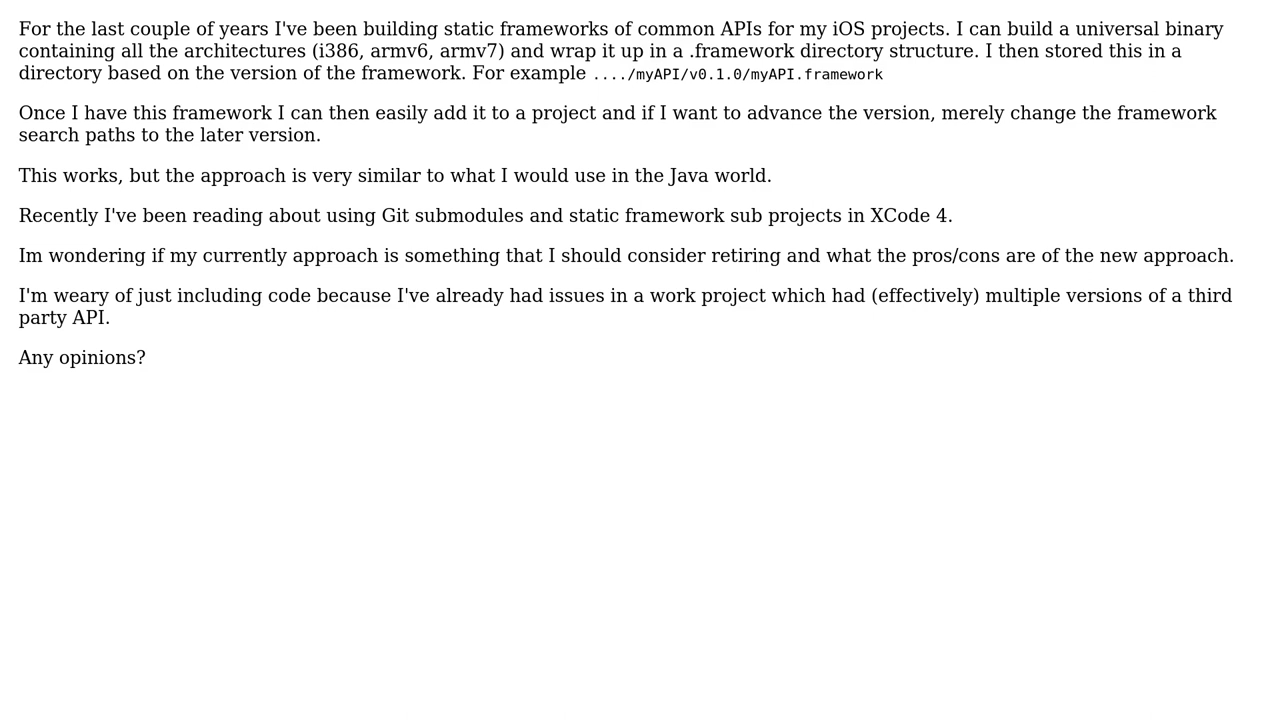 For the last couple of years I've been building static frameworks of common APIs for my iOS projects. I can build a universal binary
containing all the architectures (i386, armv6, armv7) and wrap it up in a .framework directory structure. I then stored this in a
directory based on the version of the framework. For example ..../myAPI/v0.1.0/myAPI.framework
Once I have this framework I can then easily add it to a project and if I want to advance the version, merely change the framework
search paths to the later version.
This works, but the approach is very similar to what I would use in the Java world.
Recently I've been reading about using Git submodules and static framework sub projects in XCode 4.
Im wondering if my currently approach is something that I should consider retiring and what the pros/cons are of the new approach.
I'm weary of just including code because I've already had issues in a work project which had (effectively) multiple versions of a third
party API.
Any opinions?